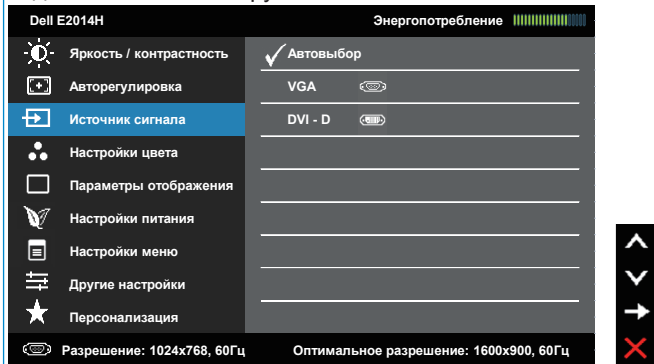 Dell E2014H Энергопотребление
Яркость / контрастность Автовыбор
Авторегулировка VGA
Источник сигнала DVI - D
Настройки цвета
Параметры отображения
Настройки питания
Настройки меню
Другие настройки
Персонализация
Разрешение: 1024x768, 60Гц Оптимальное разрешение: 1600x900, 60Гц